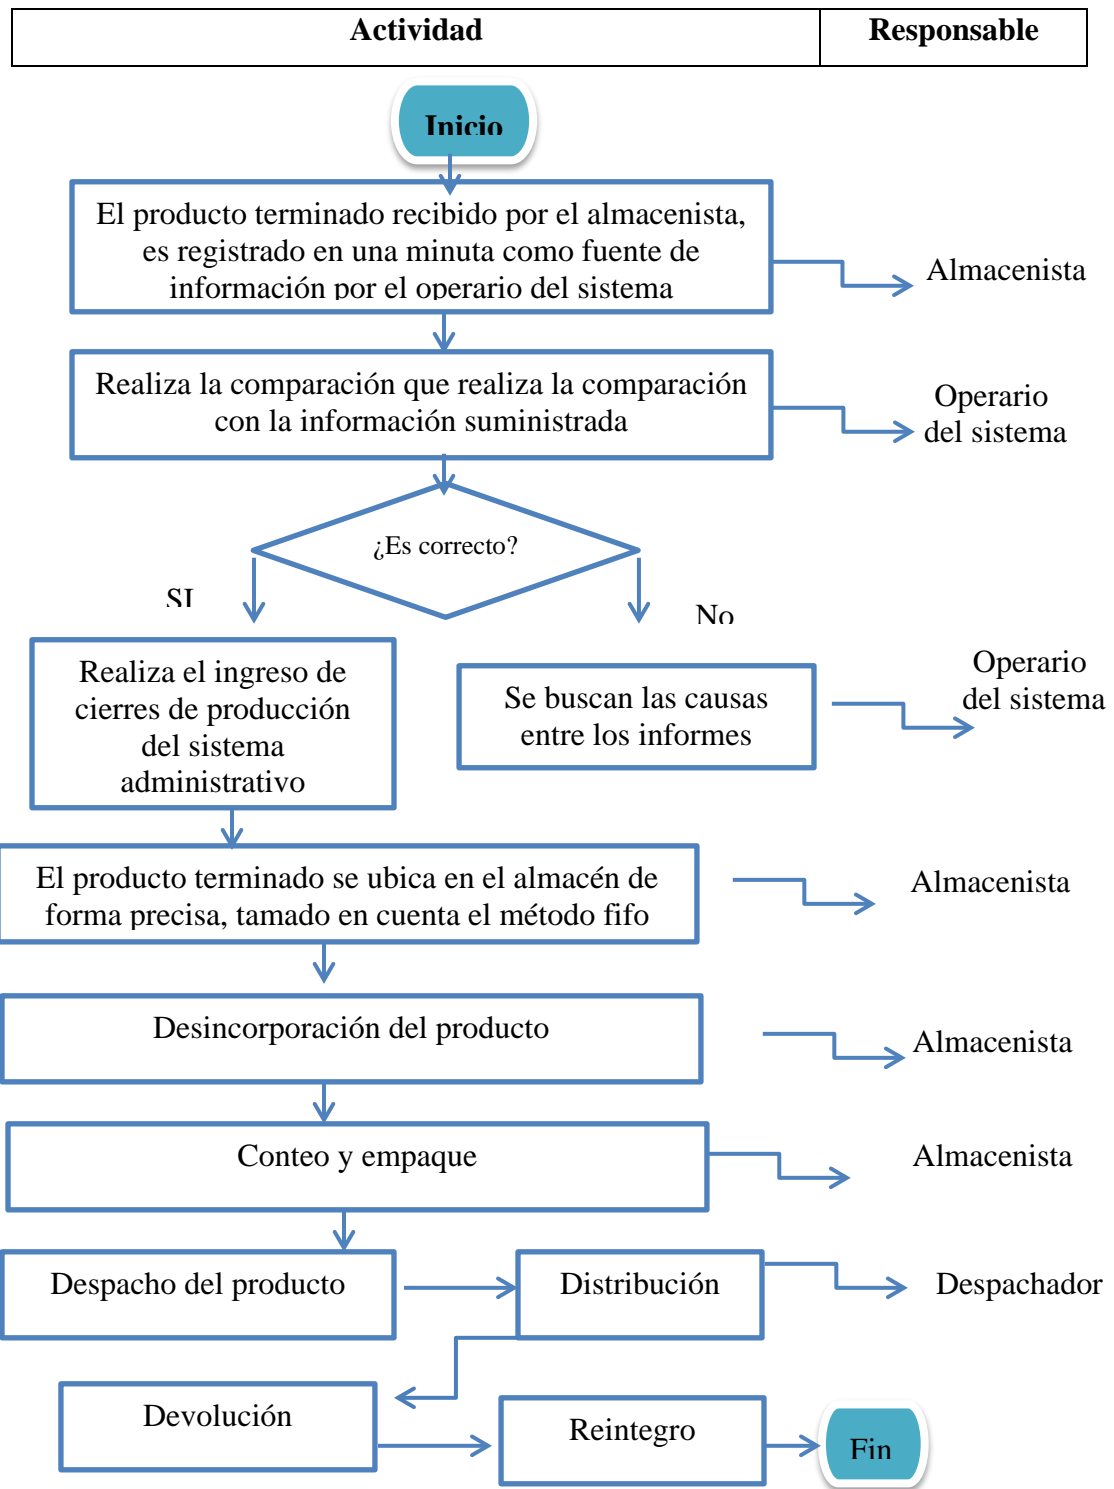 Actividad
Responsable
Inicio
El producto terminado recibido por el almacenista,
es registrado en una minuta como fuente de
información por el operario del sistema
Almacenista
Realiza la comparación que realiza la comparación
con la información suministrada
Operario
del sistema
¿Es correcto?
SI
No
Realiza el ingreso de
cierres de producción
del sistema
administrativo
Se buscan las causas
entre los informes
Operario
del sistema
El producto terminado se ubica en el almacén de
forma precisa, tamado en cuenta el método fifo
Almacenista
Desincorporación del producto
Almacenista
Conteo y empaque
Almacenista
Despacho del producto
Distribución
Despachador
Devolución
Reintegro
Fin